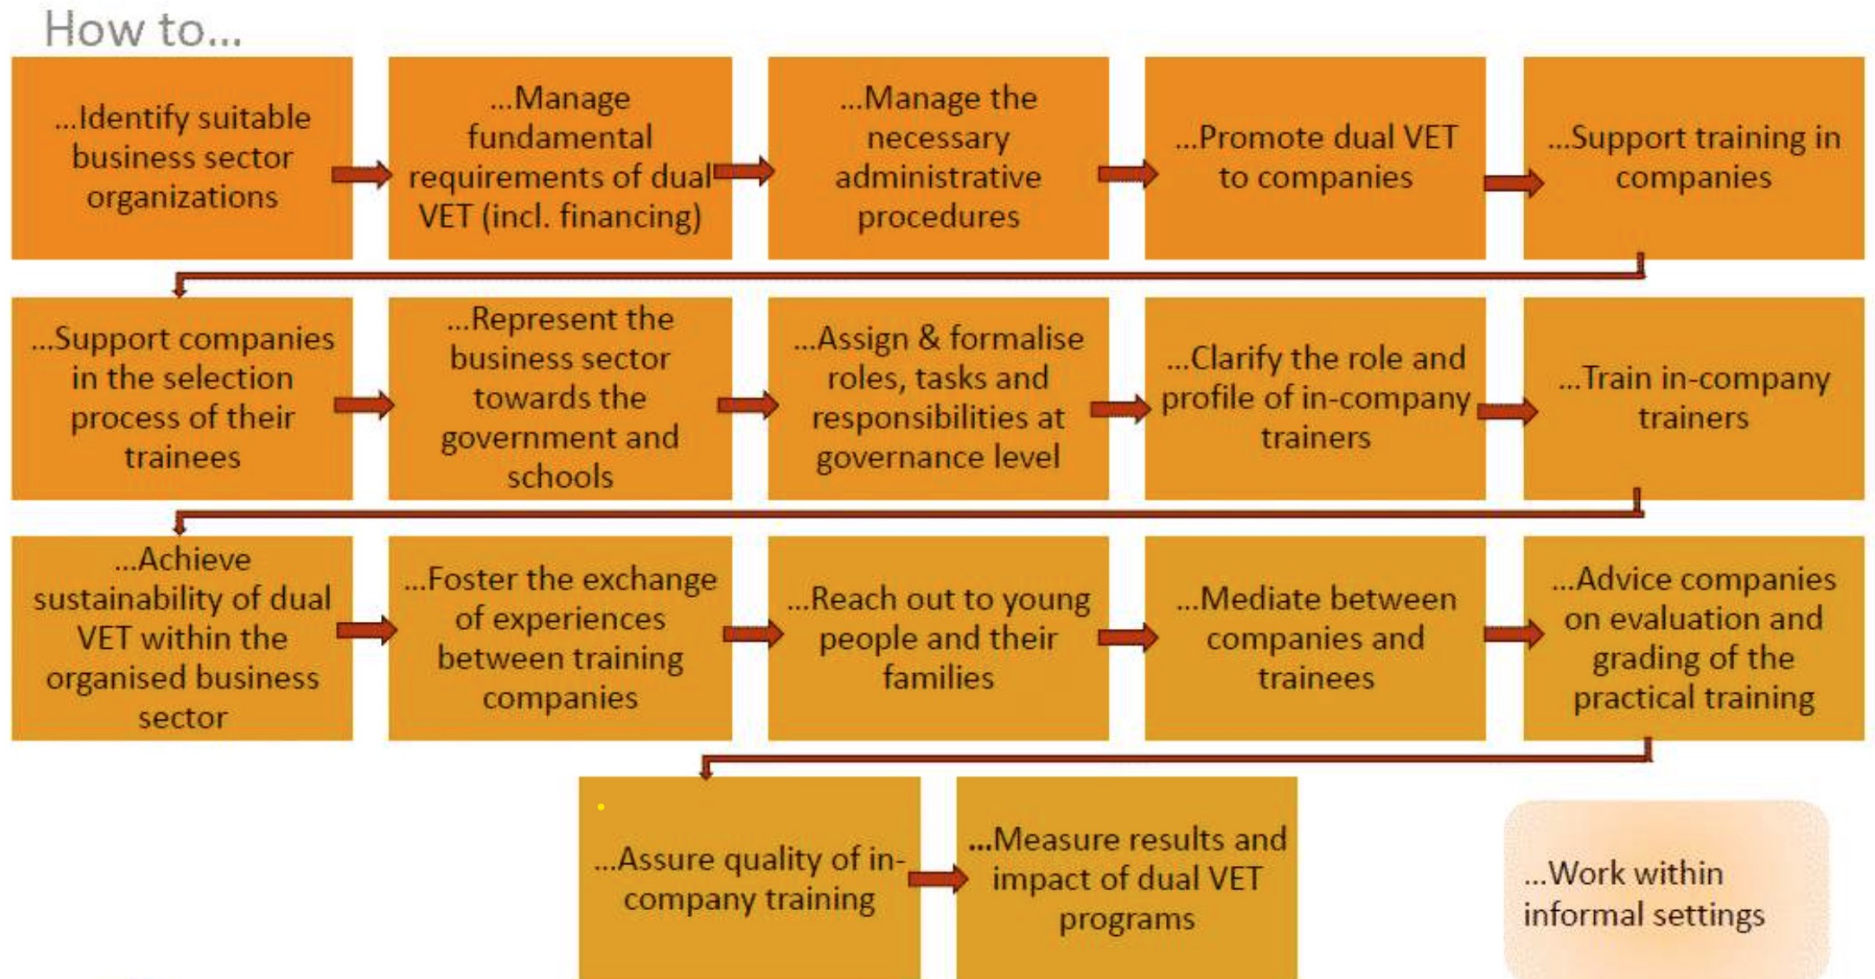 How to...
...Identify suitable
business sector
organizations
...Manage
fundamental
requirements of dual
VET (incl. financing)
...Manage the
necessary
administrative
procedures
...Promote dual VET
to companies
...Support training in
companies
...Support companies
in the selection
process of their
trainees
...Represent the
business sector
towards the
government and
schools
...Assign & formalise
roles, tasks and
responsibilities at
governance level
...Clarify the role and
profile of in-company
trainers
...Train in-company
trainers
...Achieve
sustainability of dual
VET within the
organised business
sector
...Foster the exchange
of experiences
between training
companies
...Reach out to young
people and their
families
...Mediate between
companies and
trainees
...Advice companies
on evaluation and
grading of the
practical training
...Assure quality of in-
company training
...Measure results and
impact of dual VET
programs
...Work within
informal settings